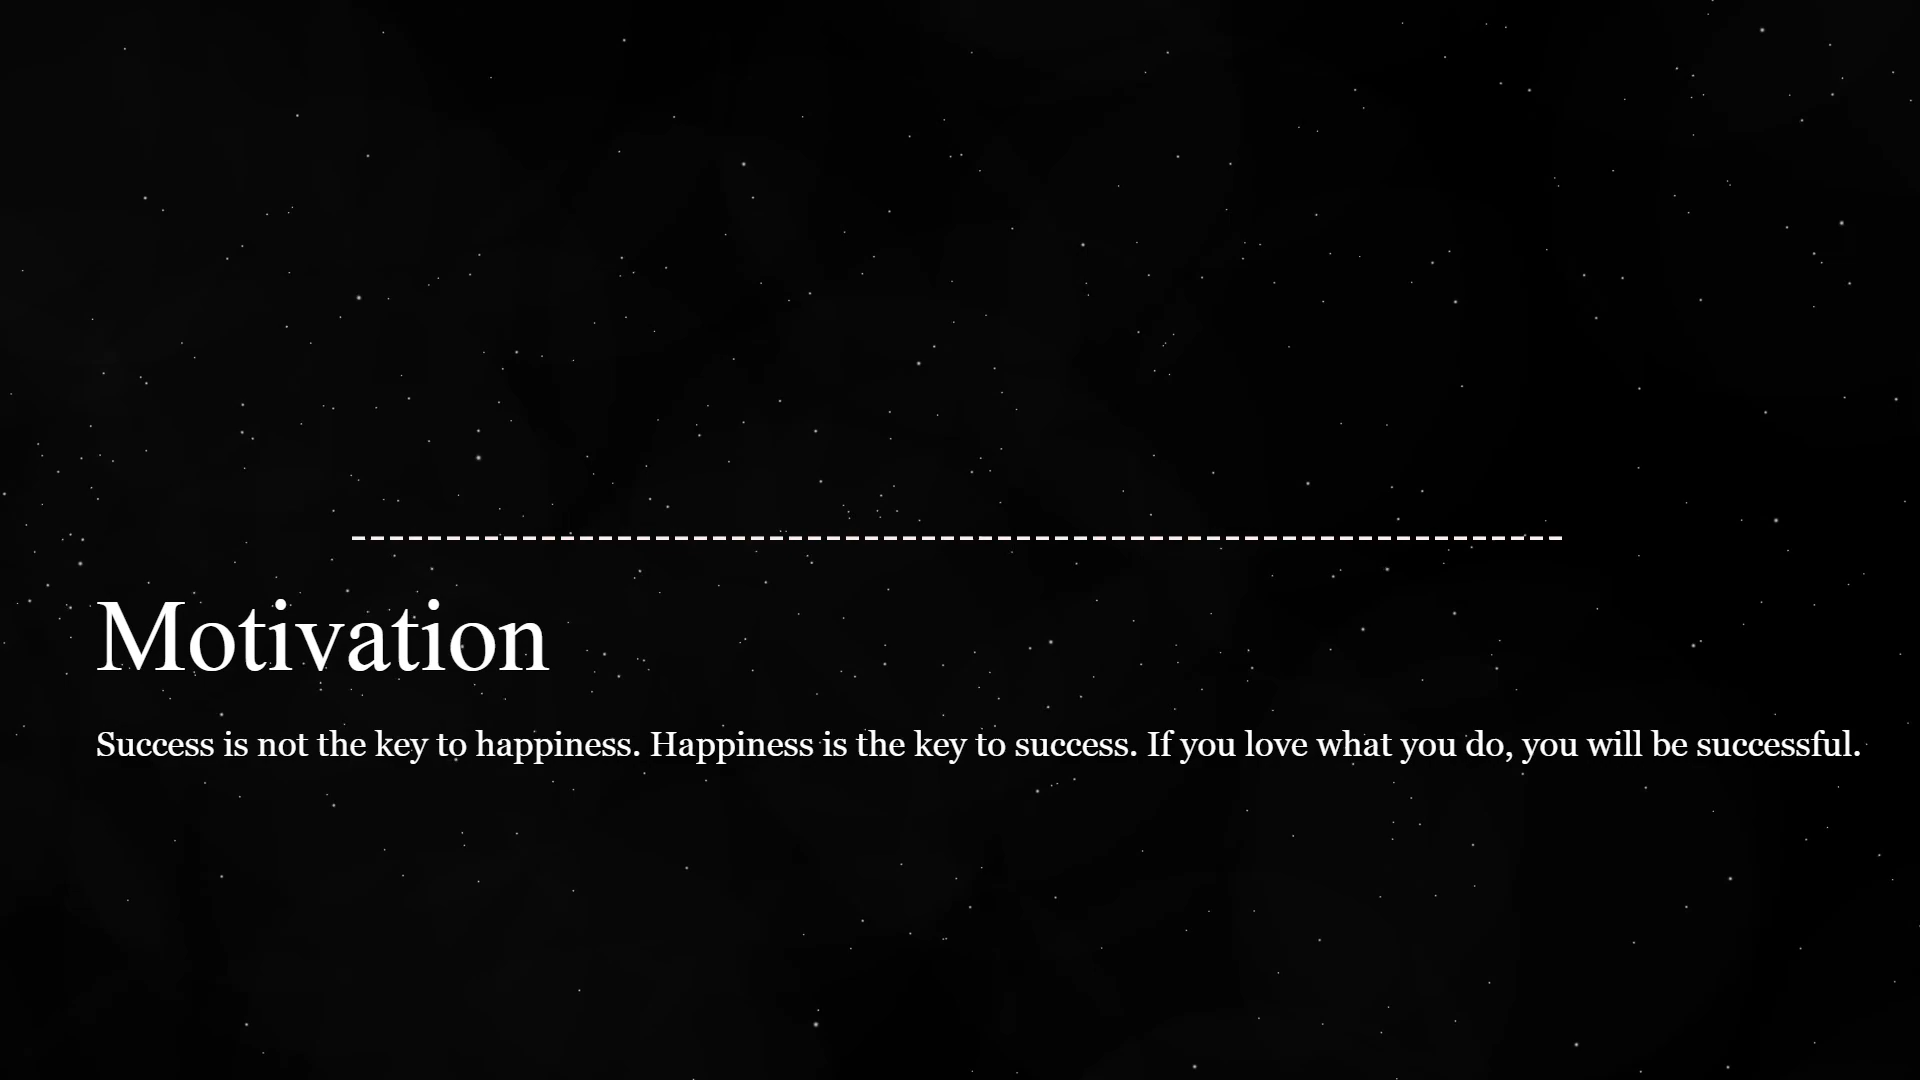 Motivation
Success is not the key to happiness. Happiness is the key to success. If you love what you do, you will be successful.